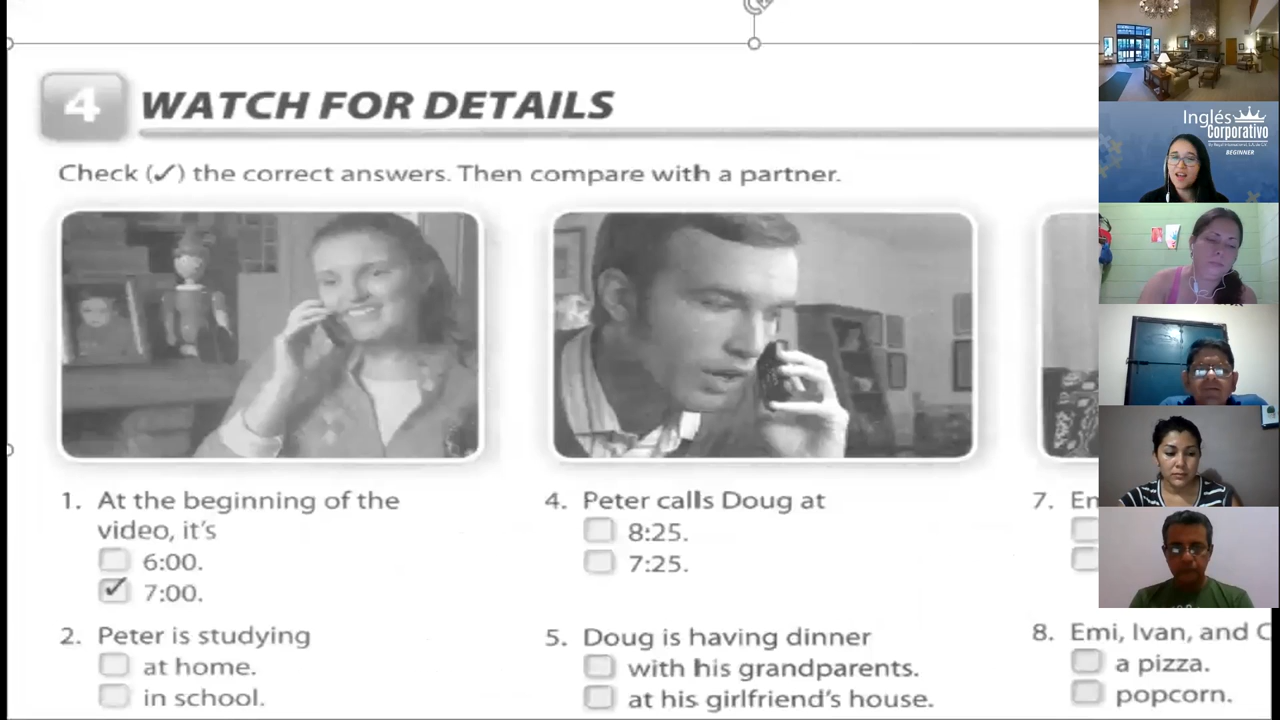 4 WATCH FOR DETAILS
Check (✓) the correct answers. Then compare with a partner.
1. At the beginning of the
video, it's
6:00.
✓ 7:00.
2. Peter is studying
at home.
in school.
4. Peter calls Doug at
8:25.
7:25.
5. Doug is having dinner
with his grandparents.
at his girlfriend's house.
7.
8. Emi, Ivan, and
a pizza.
popcorn.
Inglés
Corporativo
BEGINNER